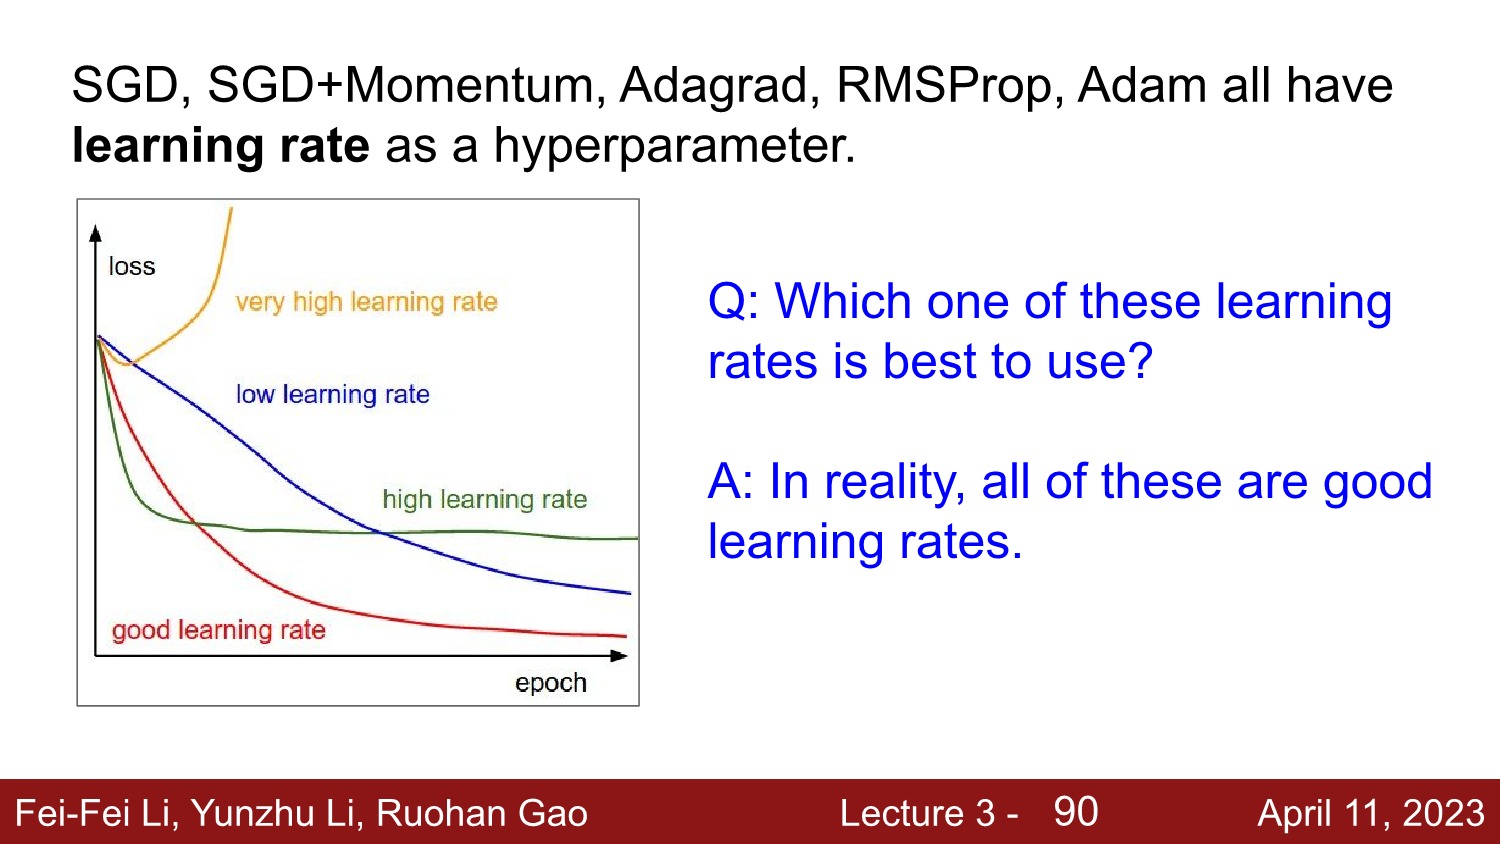 SGD, SGD+Momentum, Adagrad, RMSProp, Adam all have
learning rate as a hyperparameter.
loss
very high learning rate
low learning rate
high learning rate
good learning rate
epoch
Q: Which one of these learning
rates is best to use?
A: In reality, all of these are good
learning rates.
Fei-Fei Li, Yunzhu Li, Ruohan Gao
Lecture 3 - 90
April 11, 2023